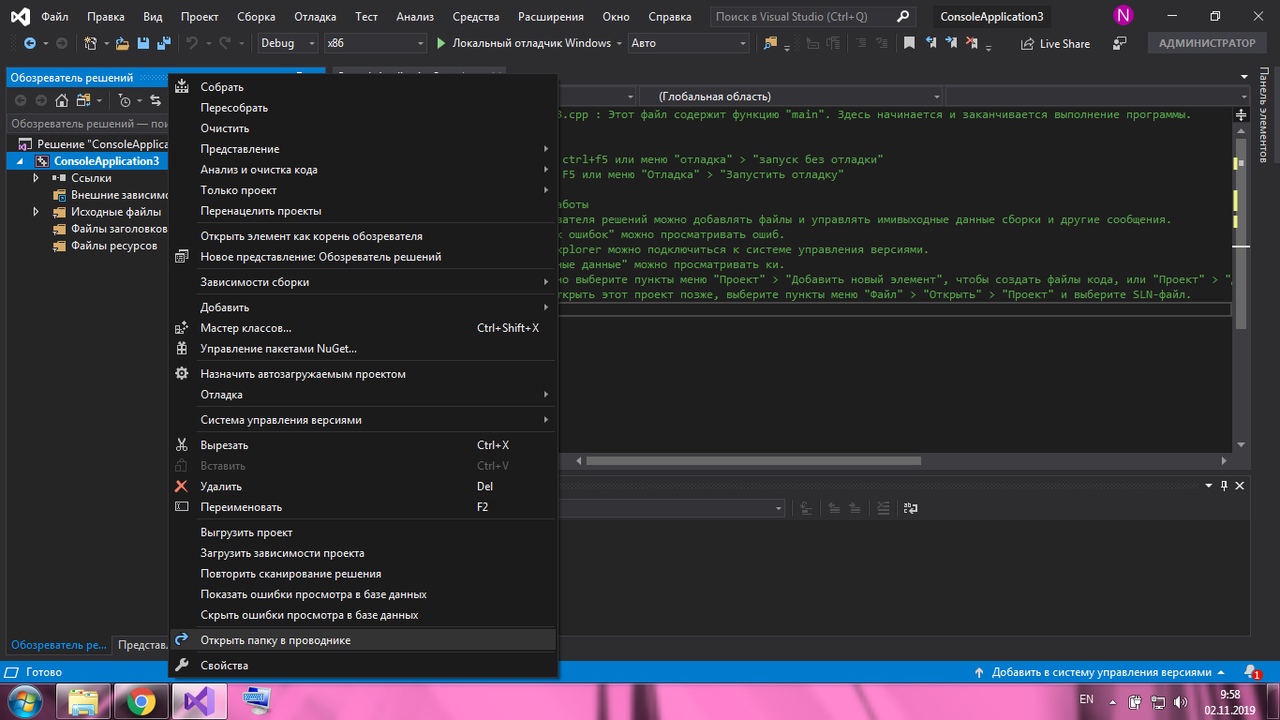 Файл Правка Вид Проект Сборка Отладка Тест Анализ Средства Расширения Окно Справка Поиск в Visual Studio (Ctrl+Q) ConsoleApplication3 N
Debug x86 Локальный отладчик Windows Авто Live Share АДМИНИСТРАТОР
Обозреватель решений
Панель элементов
(Глобальная область)
Обозреватель решений — пои
3.cpp : Этот файл содержит функцию "main". Здесь начинается и заканчивается выполнение программы.
Решение "ConsoleApplica
ctrl+f5 или меню "отладка" > "запуск без отладки"
ConsoleApplication3
F5 или меню "Отладка" > "Запустить отладку"
Ссылки
Внешние зависимо
Исходные файлы
Файлы заголовков
Файлы ресурсов
аботы
вателя решений можно добавлять файлы и управлять имивыходные данные сборки и другие сообщения.
к ошибок" можно просматривать ошиб.
xplorer можно подключиться к системе управления версиями.
ные данные" можно просматривать ки.
но выберите пункты меню "Проект" > "Добавить новый элемент", чтобы создать файлы кода, или "Проект" > "
ткрыть этот проект позже, выберите пункты меню "Файл" > "Открыть" > "Проект" и выберите SLN-файл.
Собрать
Пересобрать
Очистить
Представление
Анализ и очистка кода
Только проект
Перенацелить проекты
Открыть элемент как корень обозревателя
Новое представление: Обозреватель решений
Зависимости сборки
Добавить
Мастер классов... Ctrl+Shift+X
Управление пакетами NuGet...
Назначить автозагружаемым проектом
Отладка
Система управления версиями
Вырезать Ctrl+X
Вставить Ctrl+V
Удалить Del
Переименовать F2
Выгрузить проект
Загрузить зависимости проекта
Повторить сканирование решения
Показать ошибки просмотра в базе данных
Скрыть ошибки просмотра в базе данных
Открыть папку в проводнике
Свойства
Обозреватель ре... Представл
Готово Добавить в систему управления версиями 1
EN 9:58
02.11.2019